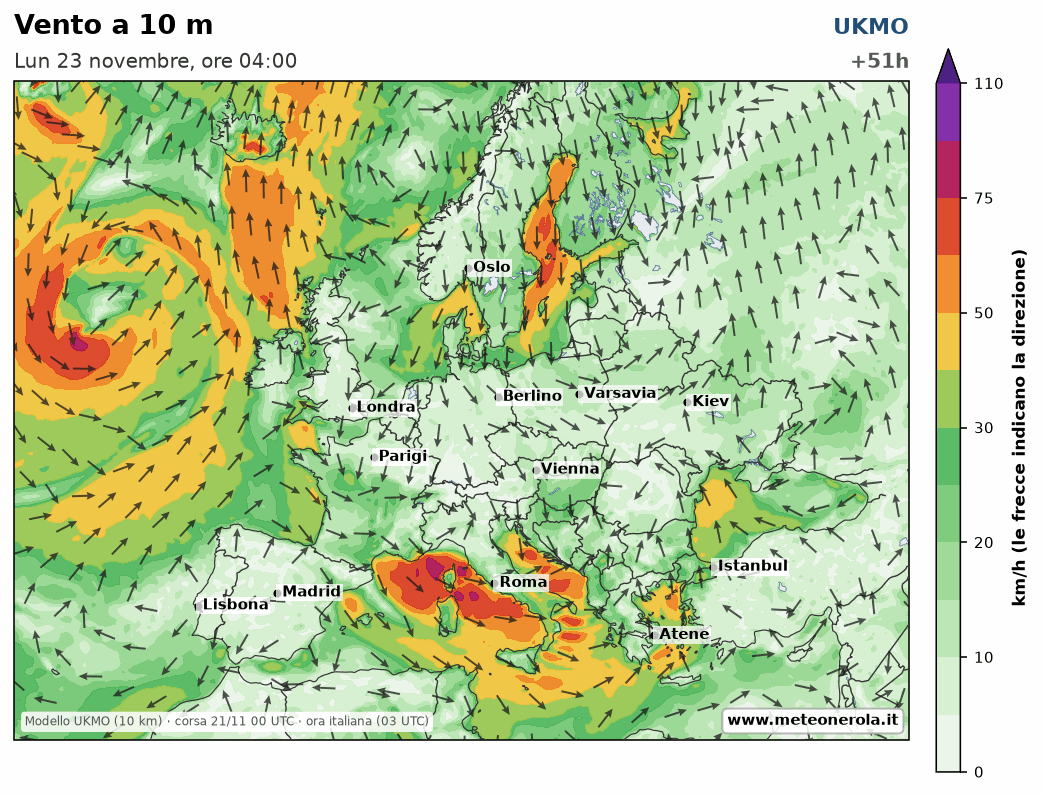 Vento a 10 m
UKMO
Lun 23 novembre, ore 04:00
+51h
110
75
50
30
20
10
0
km/h (le frecce indicano la direzione)
Oslo
Berlino
Varsavia
Kiev
Londra
Parigi
Vienna
Istanbul
Roma
Madrid
Lisbona
Atene
Modello UKMO (10 km) · corsa 21/11 00 UTC · ora italiana (03 UTC)
www.meteonerola.it